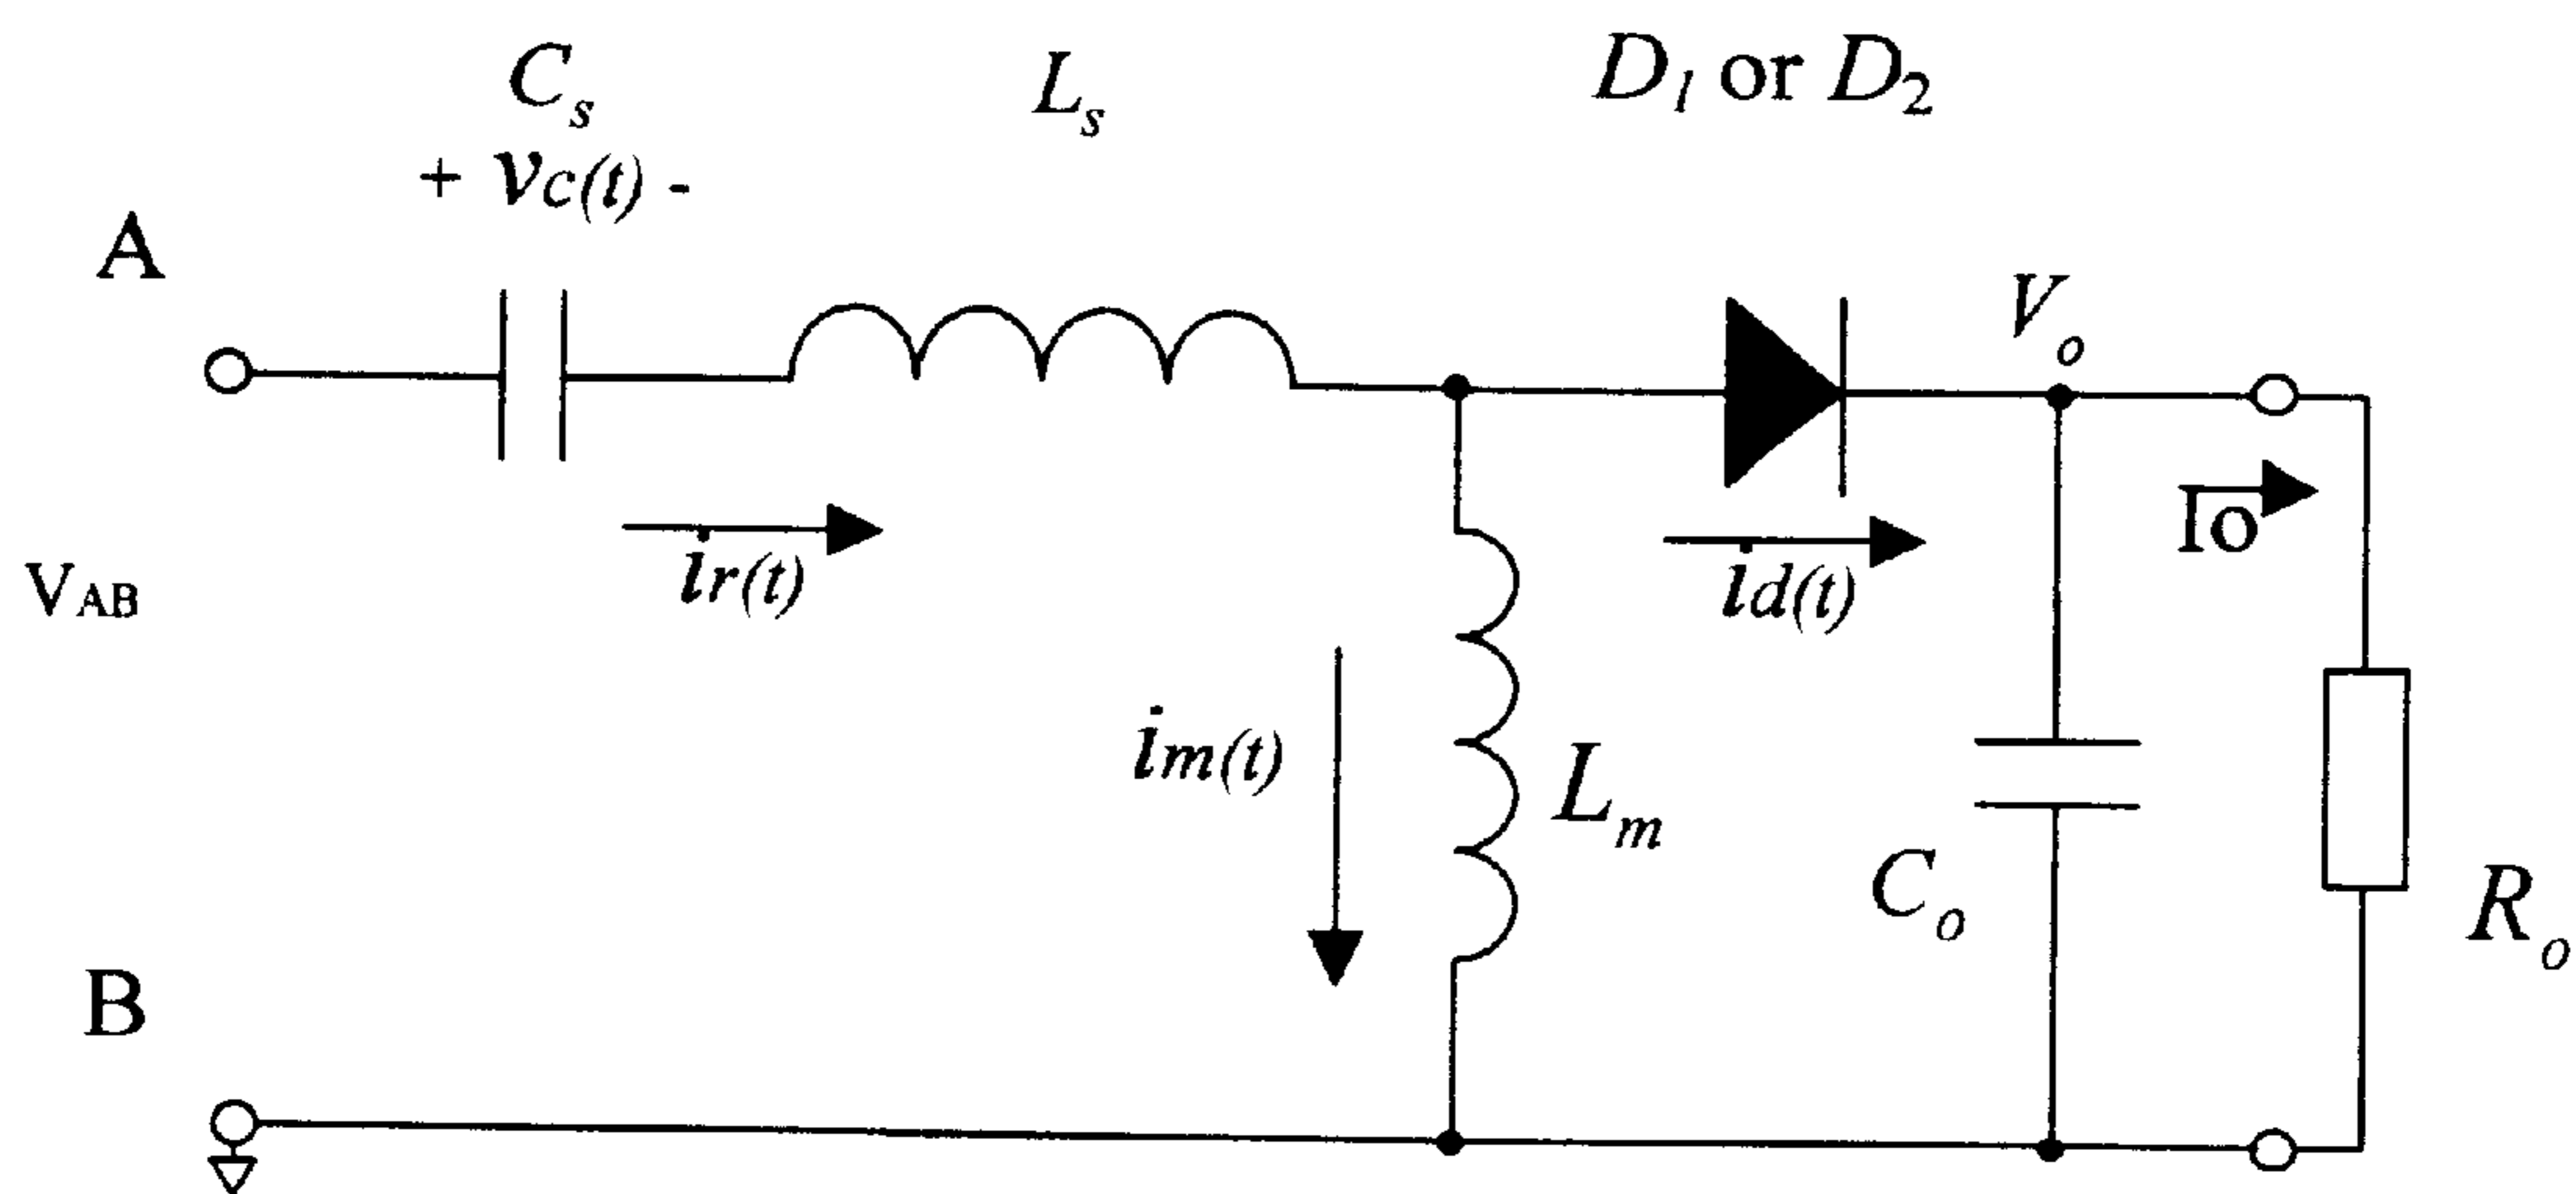 Cs
+ vc(t) -
Ls
D1 or D2
A
Vo
ir(t)
id(t)
Io
VAB
im(t)
Lm
Co
Ro
B